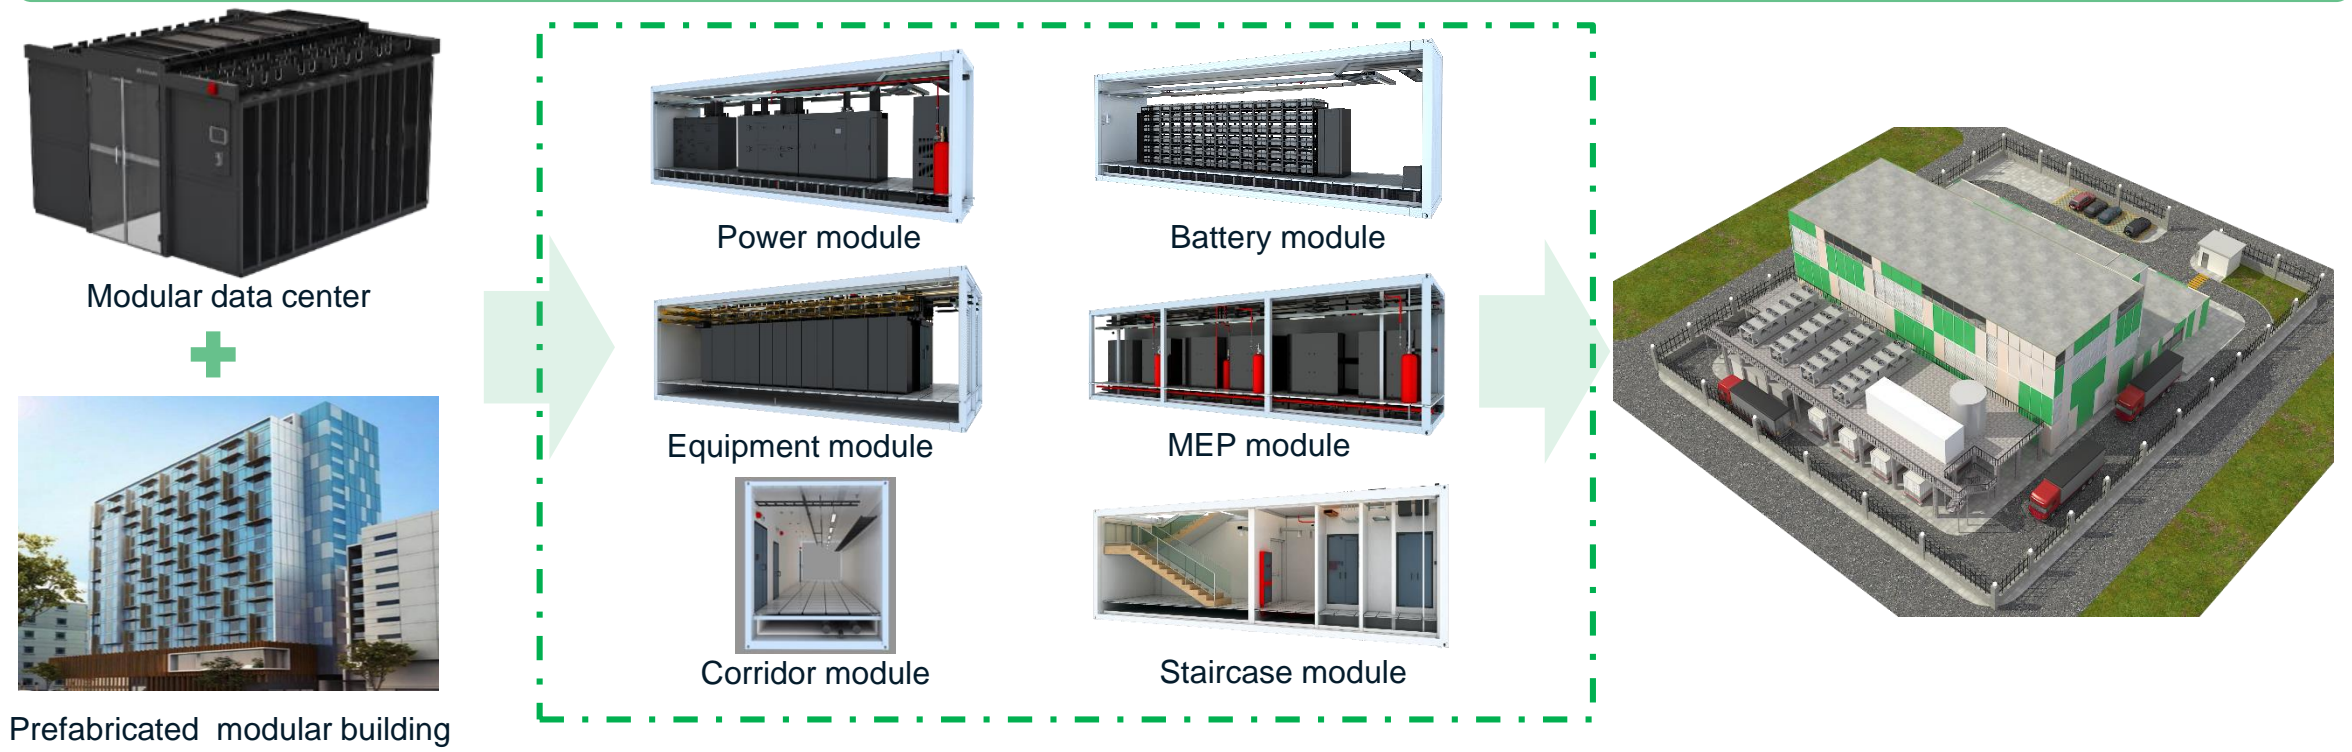 Modular data center
Prefabricated modular building
Power module
Battery module
Equipment module
MEP module
Corridor module
Staircase module